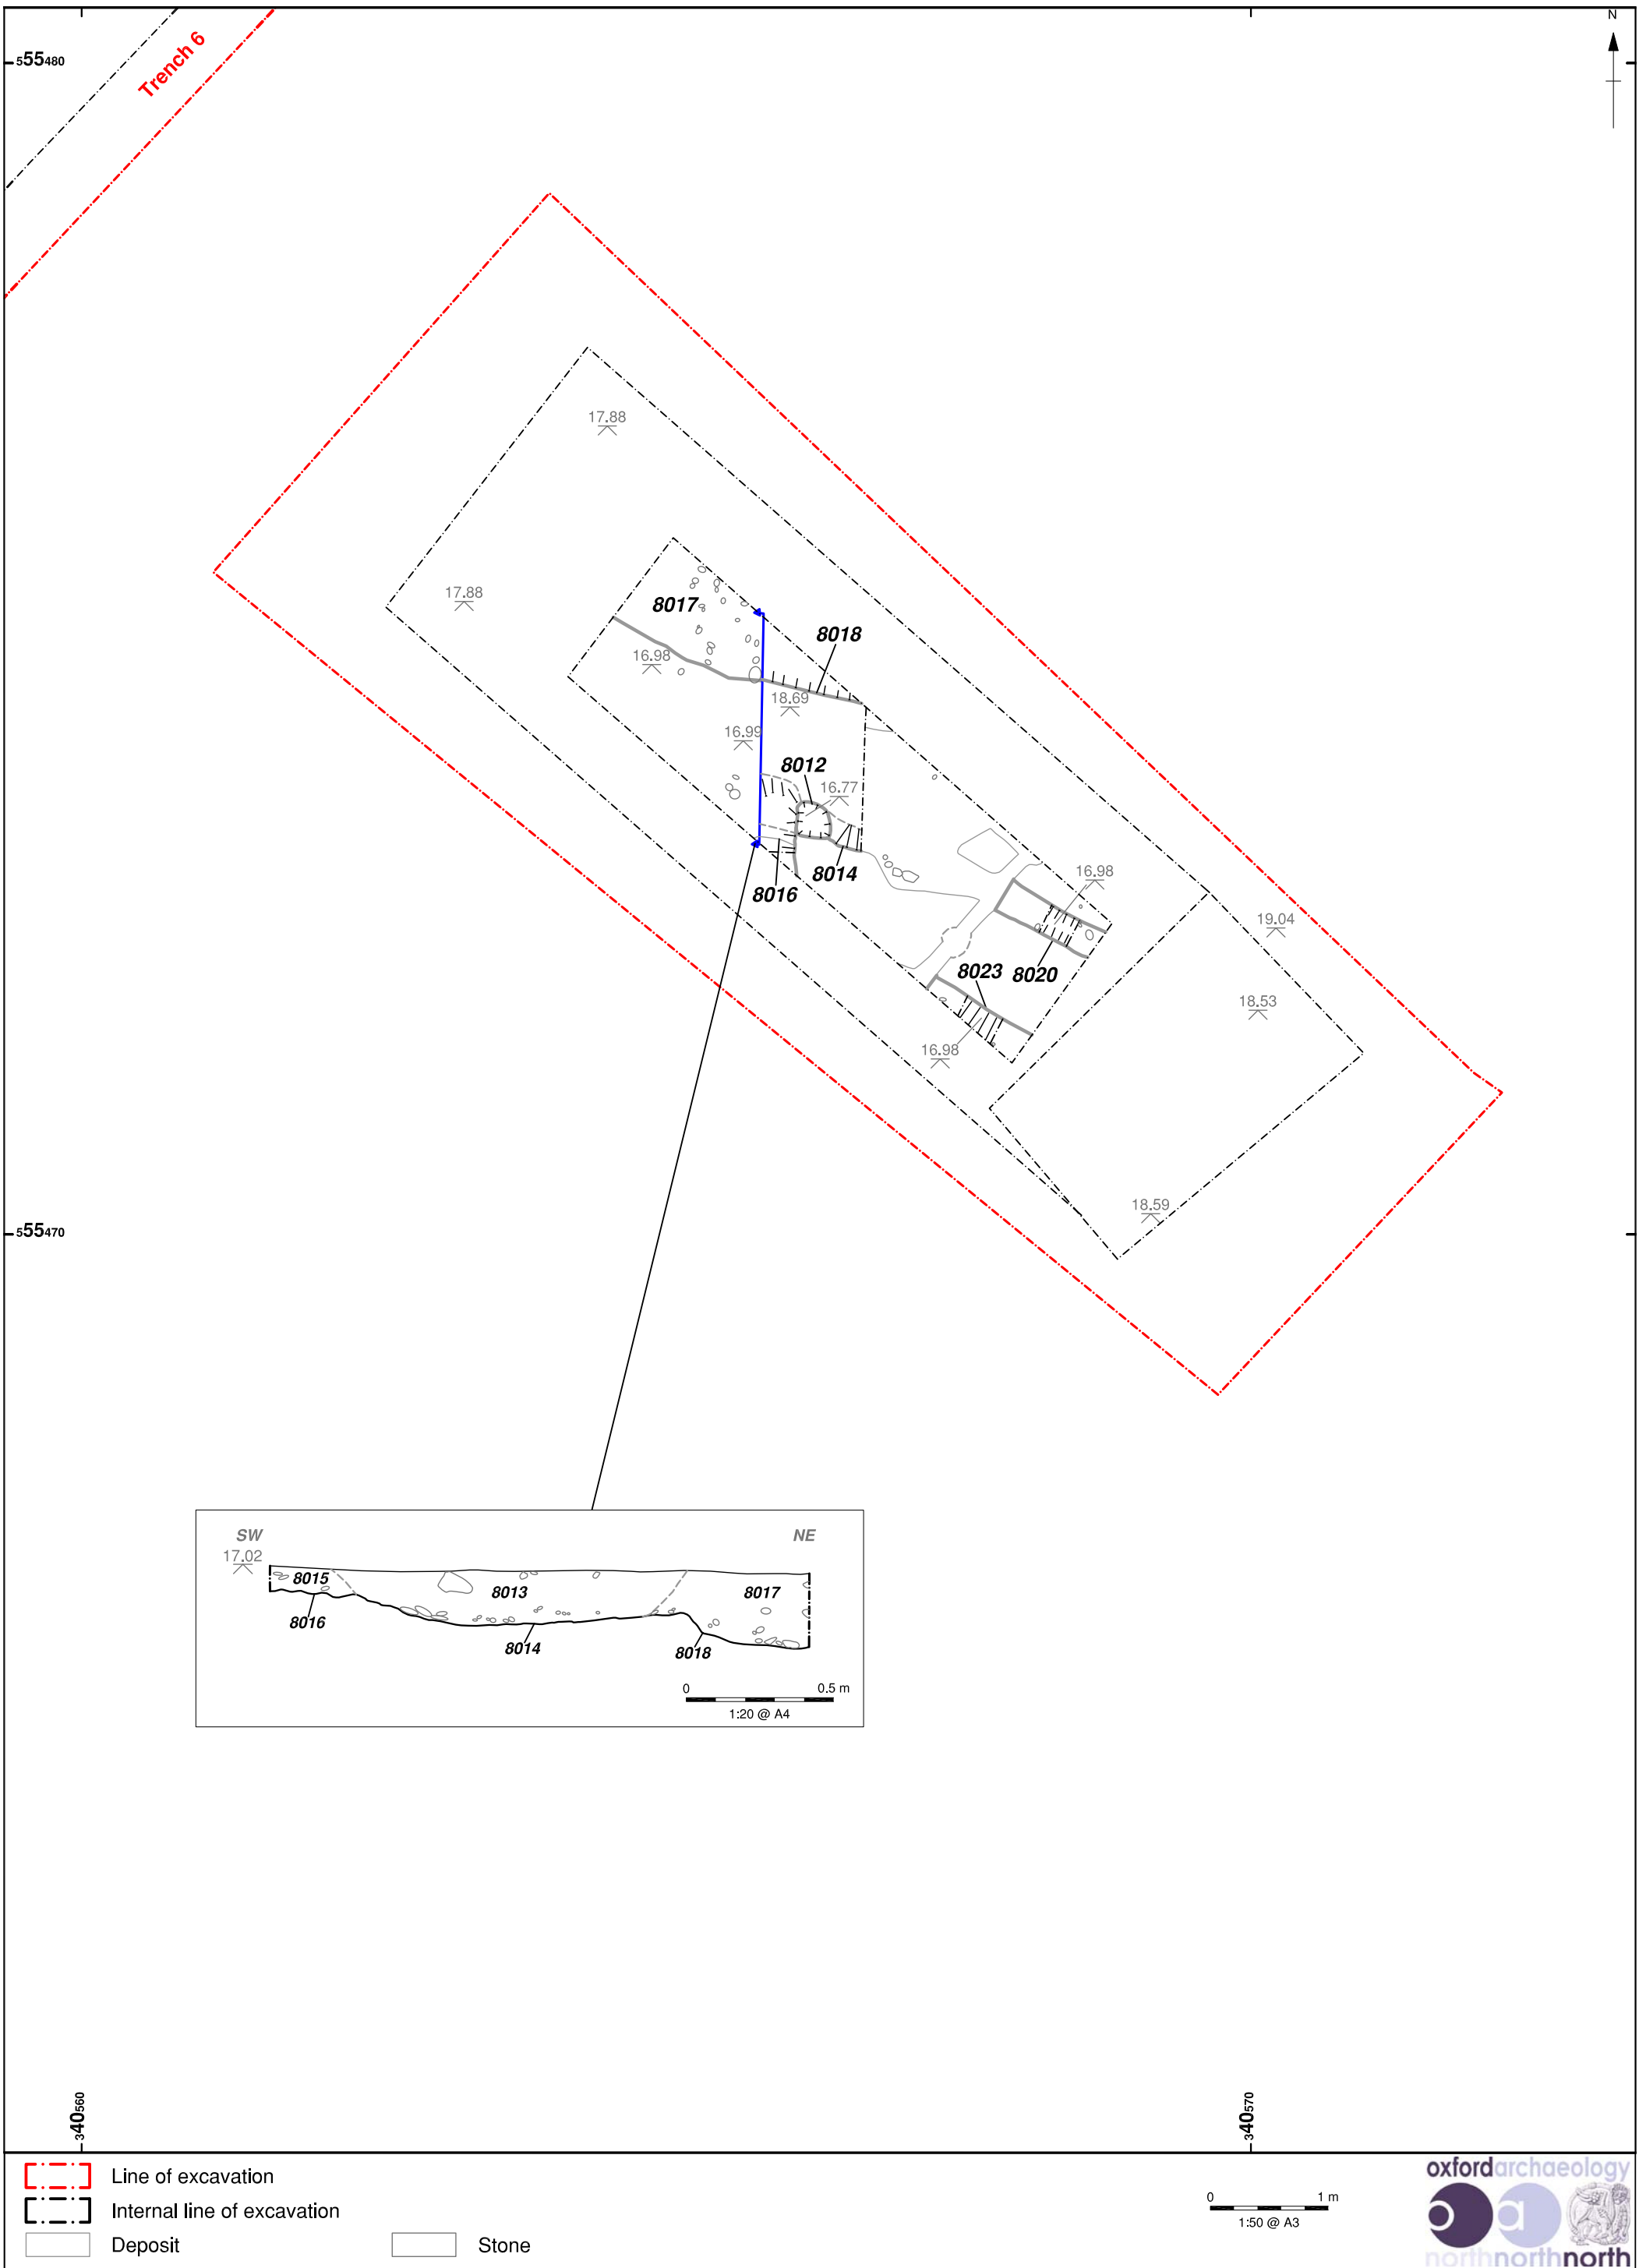 N
555480
Trench 6
17.88
17.88
8017
8018
16.98
18.69
16.99
8012
16.77
8014
8016
16.98
19.04
8023 8020
18.53
16.98
18.59
555470
SW
NE
17.02
8015
8013
8017
8016
8014
8018
0 0.5 m
1:20 @ A4
340560
340570
Line of excavation
Internal line of excavation
Deposit
Stone
0 1 m
1:50 @ A3
oxfordarchaeology
oa
northnorthnorth